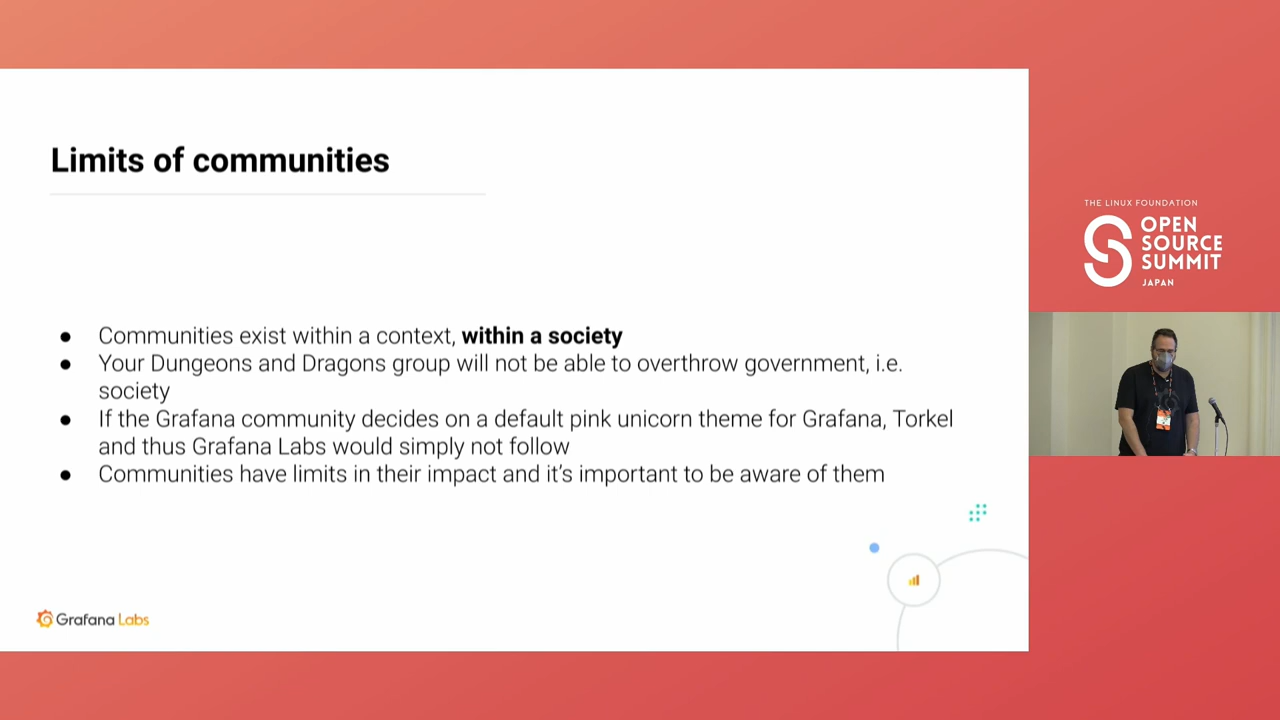 Limits of communities
● Communities exist within a context, within a society
● Your Dungeons and Dragons group will not be able to overthrow government, i.e.
society
● If the Grafana community decides on a default pink unicorn theme for Grafana, Torkel
and thus Grafana Labs would simply not follow
● Communities have limits in their impact and it’s important to be aware of them
Grafana Labs
THE LINUX FOUNDATION
OPEN
SOURCE
SUMMIT
JAPAN